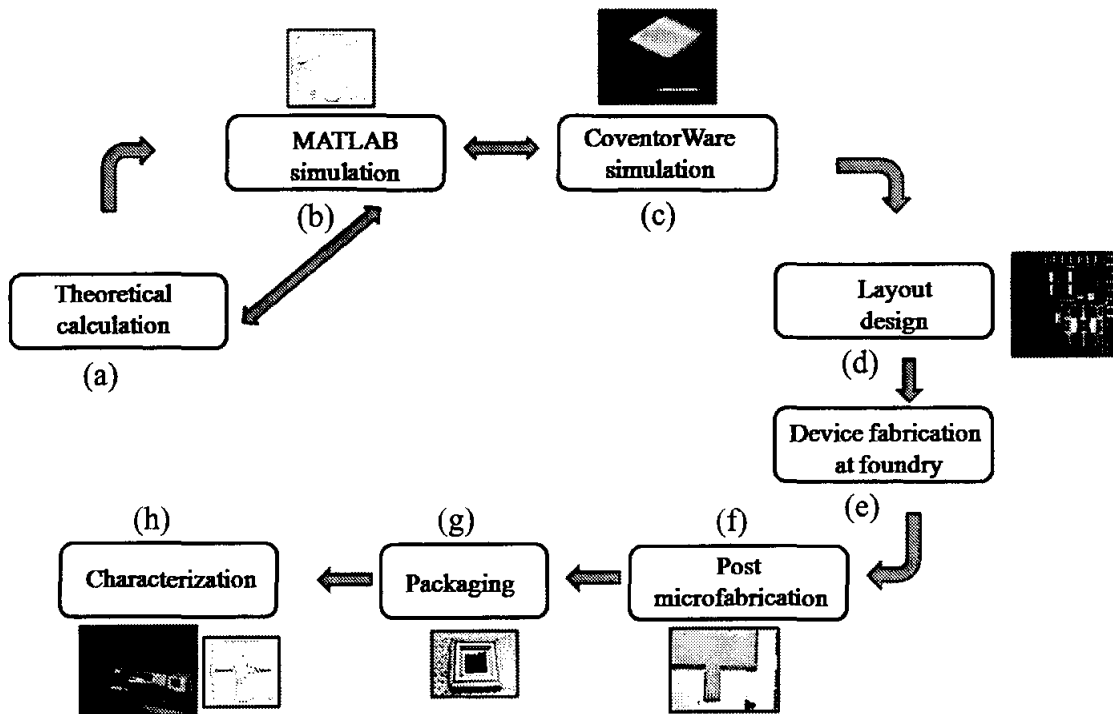 MATLAB
simulation
(b)
CoventorWare
simulation
(c)
Theoretical
calculation
(a)
Layout
design
(d)
Device fabrication
at foundry
(e)
Post
microfabrication
(f)
Packaging
(g)
Characterization
(h)